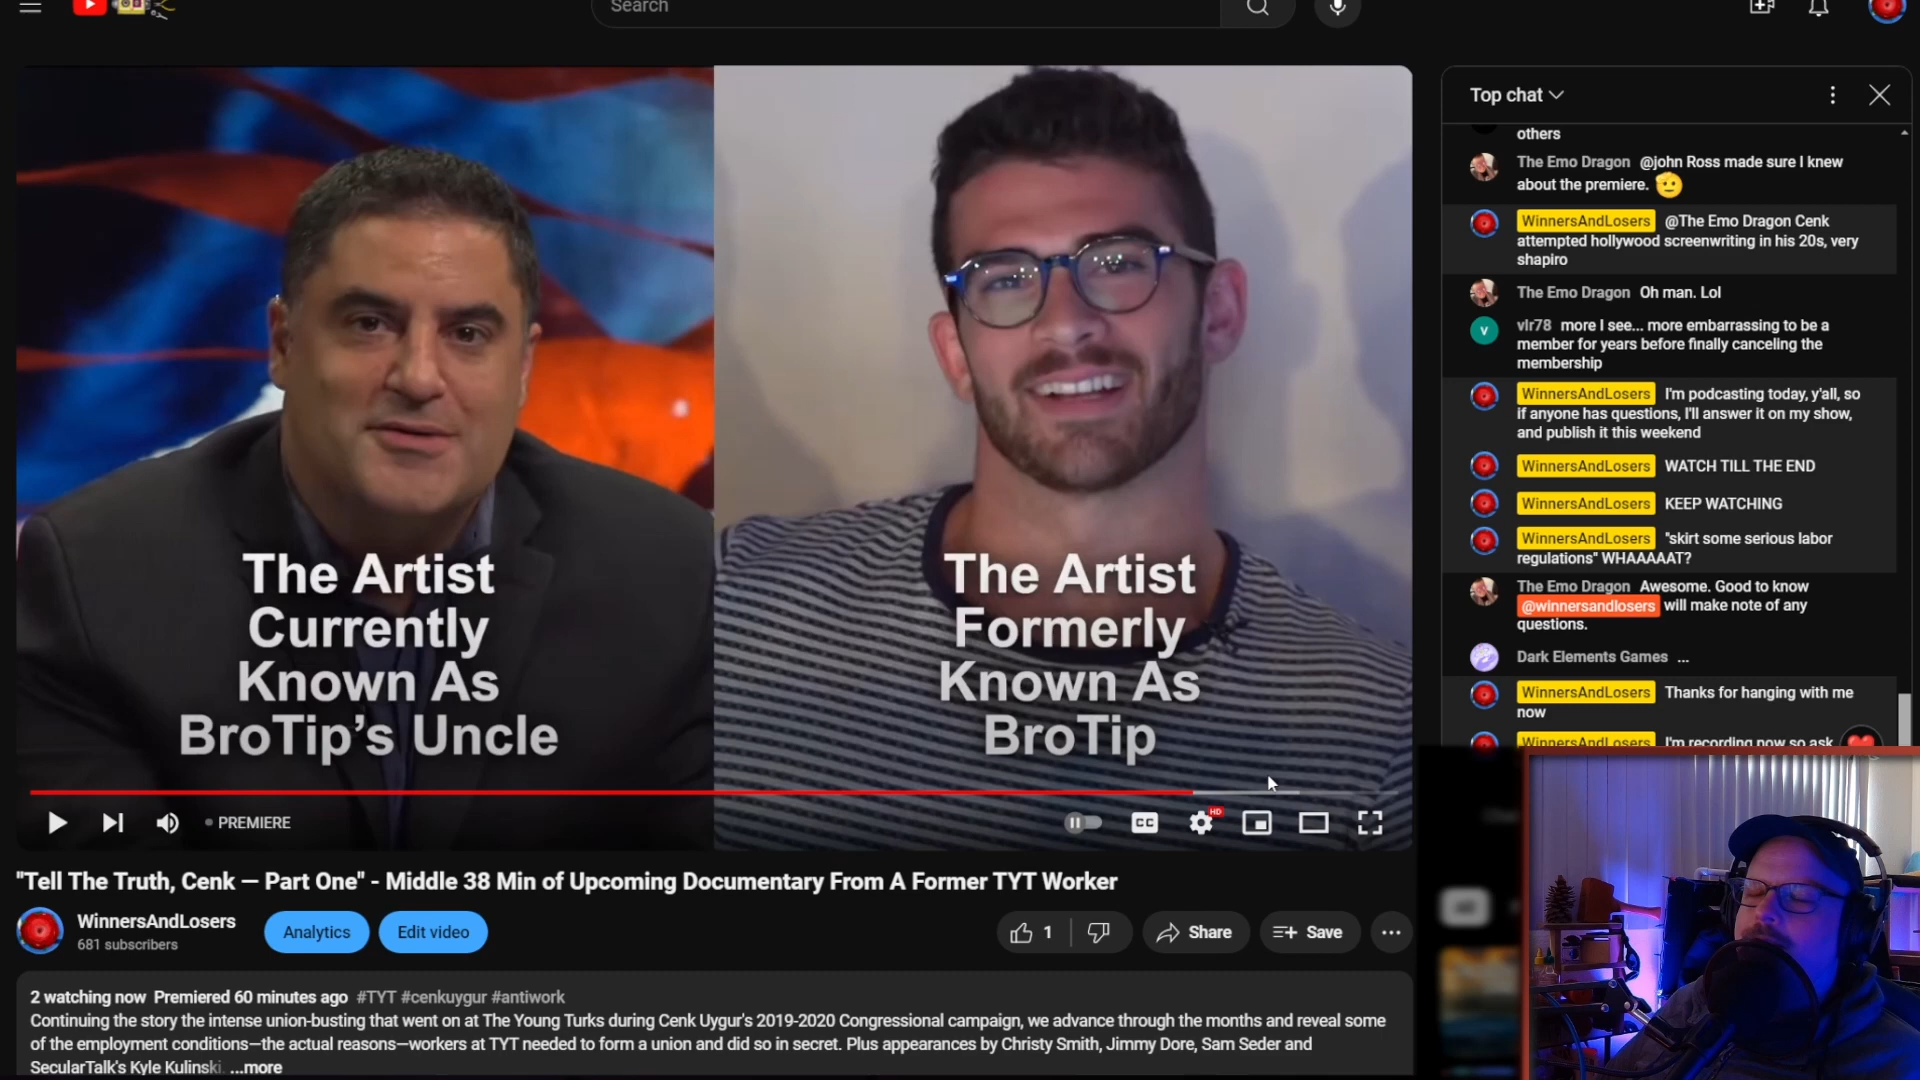 Search
Top chat
others
The Emo Dragon @john Ross made sure I knew
about the premiere.
WinnersAndLosers @The Emo Dragon Cenk
attempted hollywood screenwriting in his 20s, very
shapiro
The Emo Dragon Oh man. Lol
v
vlr78 more I see... more embarrassing to be a
member for years before finally canceling the
membership
WinnersAndLosers I'm podcasting today, y'all, so
if anyone has questions, I'll answer it on my show,
and publish it this weekend
WinnersAndLosers WATCH TILL THE END
WinnersAndLosers KEEP WATCHING
WinnersAndLosers "skirt some serious labor
regulations" WHAAAAAT?
The Emo Dragon Awesome. Good to know
@winnersandlosers will make note of any
questions.
Dark Elements Games ...
WinnersAndLosers Thanks for hanging with me
now
WinnersAndLosers I'm recording now so ask
The Artist
Currently
Known As
BroTip's Uncle
The Artist
Formerly
Known As
BroTip
• PREMIERE
CC
HD
"Tell The Truth, Cenk — Part One" - Middle 38 Min of Upcoming Documentary From A Former TYT Worker
WinnersAndLosers
681 subscribers
Analytics
Edit video
1
Share
Save
2 watching now Premiered 60 minutes ago #TYT #cenkuygur #antiwork
Continuing the story the intense union-busting that went on at The Young Turks during Cenk Uygur's 2019-2020 Congressional campaign, we advance through the months and reveal some
of the employment conditions—the actual reasons—workers at TYT needed to form a union and did so in secret. Plus appearances by Christy Smith, Jimmy Dore, Sam Seder and
SecularTalk's Kyle Kulinski. ...more